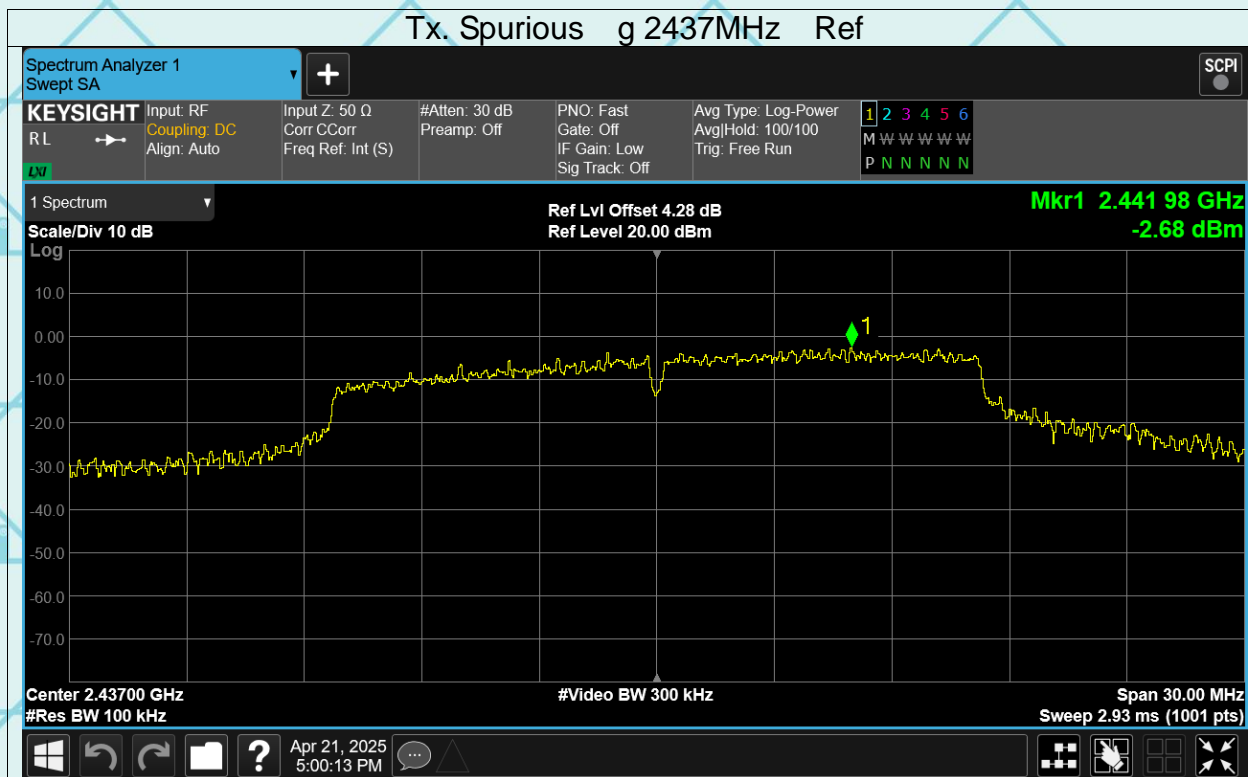 Tx. Spurious g 2437MHz Ref
Spectrum Analyzer 1
Swept SA
SCPI
KEYSIGHT
RL
LXI
Input: RF
Coupling: DC
Align: Auto
Input Z: 50 Ω
Corr CCorr
Freq Ref: Int (S)
#Atten: 30 dB
Preamp: Off
PNO: Fast
Gate: Off
IF Gain: Low
Sig Track: Off
Avg Type: Log-Power
Avg|Hold: 100/100
Trig: Free Run
1 2 3 4 5 6
M W W W W W
P N N N N N
1 Spectrum
Scale/Div 10 dB
Ref Lvl Offset 4.28 dB
Ref Level 20.00 dBm
Mkr1 2.441 98 GHz
-2.68 dBm
Log
10.0
0.00
-10.0
-20.0
-30.0
-40.0
-50.0
-60.0
-70.0
1
Center 2.43700 GHz
#Res BW 100 kHz
#Video BW 300 kHz
Span 30.00 MHz
Sweep 2.93 ms (1001 pts)
?
Apr 21, 2025
5:00:13 PM